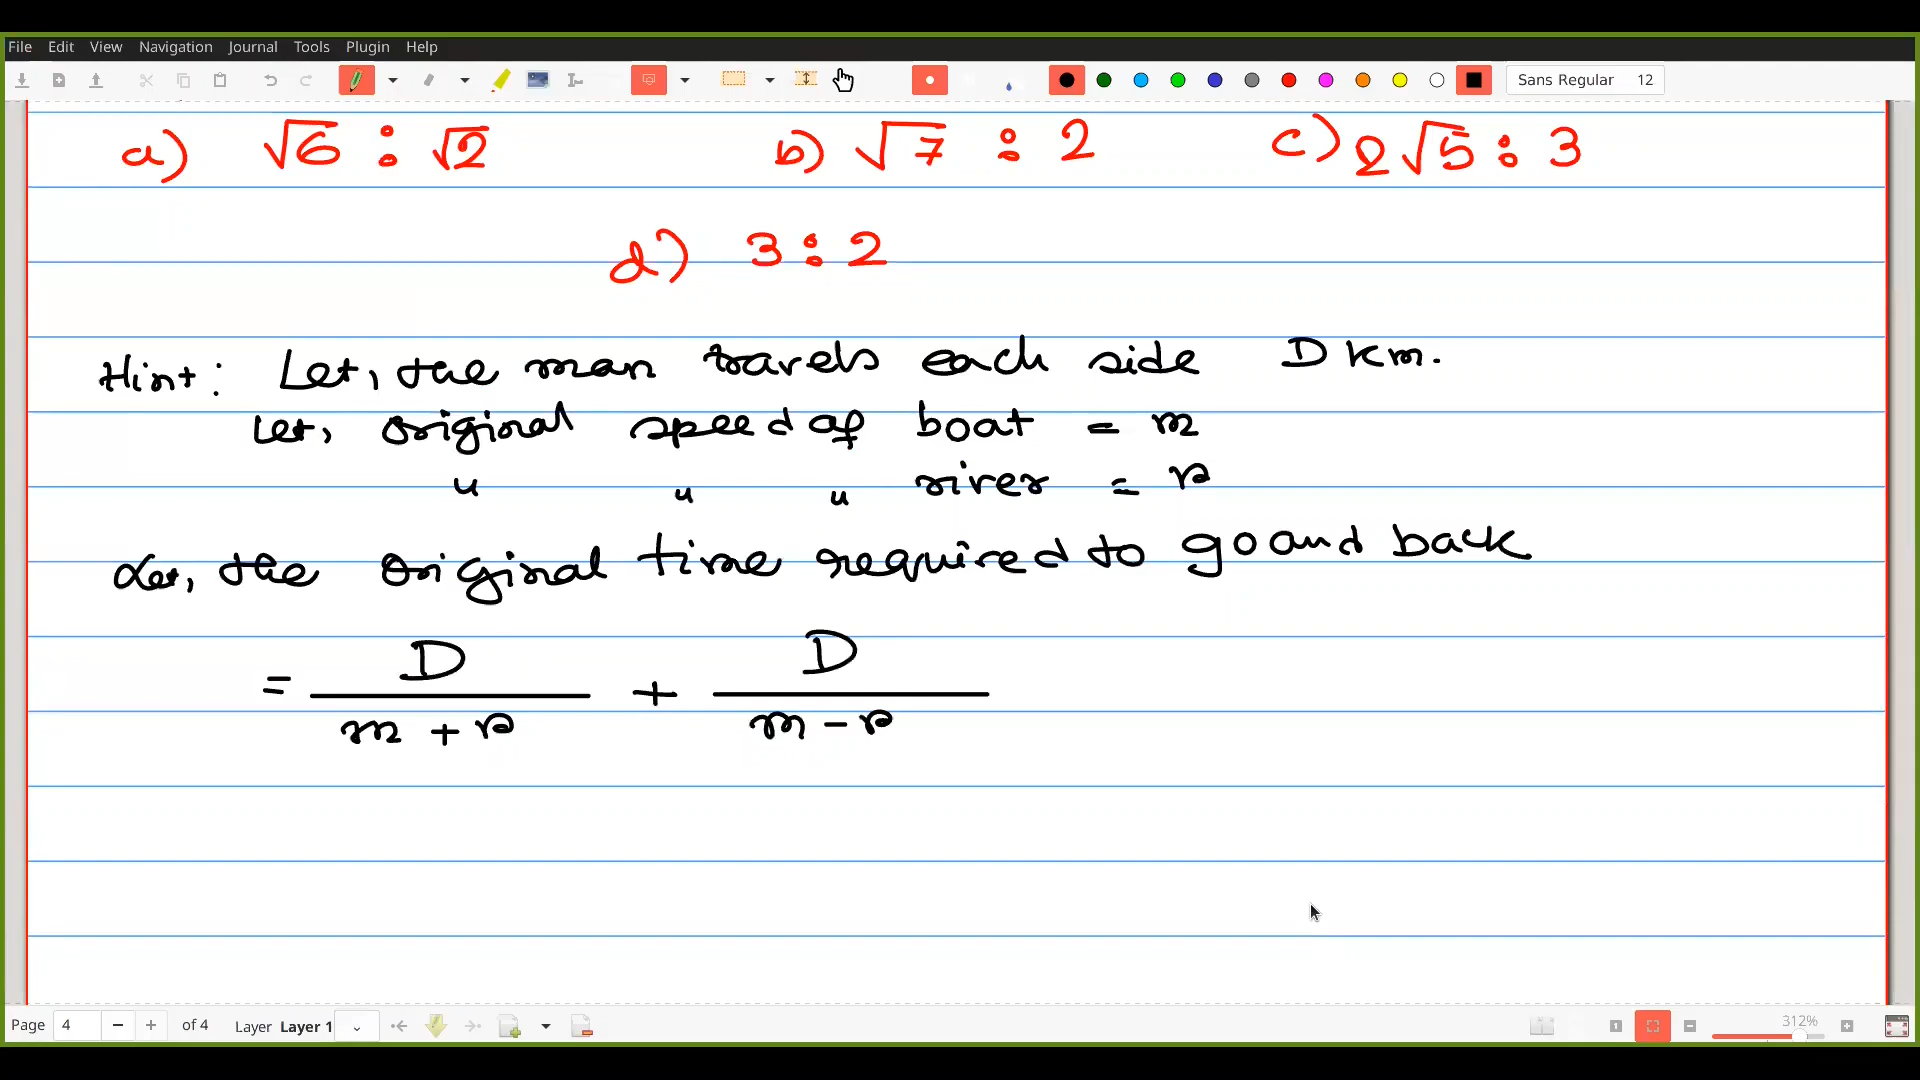 File Edit View Navigation Journal Tools Plugin Help
Sans Regular 12
a) √6 : √2 b) √7 : 2 c) 2√5 : 3
d) 3 : 2
Hint: Let, the man travels each side D km.
Let, original speed of boat = m
" " " river = r
Let, the original time required to go and back
= D/(m + r) + D/(m - r)
Page 4 of 4 Layer Layer 1 312%